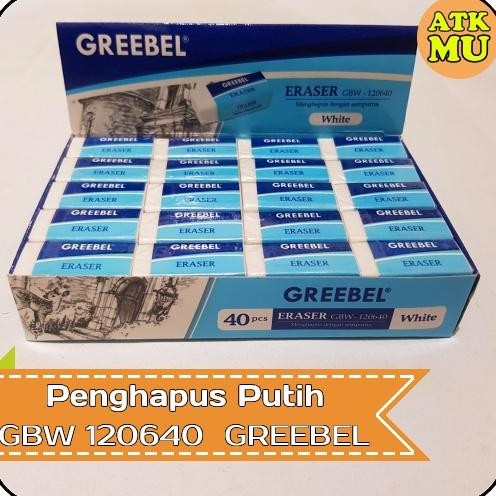 ATK
MU
GREEBEL®
GREEBEL
ERASER
ERASER
ERASER GBW - 120640
Menghapus dengan sempurna
White
GREEBEL GREEBEL GREEBEL GREEBEL
ERASER ERASER ERASER ERASER
GREEBEL GREEBEL GREEBEL GREEBEL
ERASER ERASER ERASER ERASER
GREEBEL GREEBEL GREEBEL GREEBEL
ERASER ERASER ERASER ERASER
GREEBEL GREEBEL GREEBEL GREEBEL
ERASER ERASER ERASER ERASER
GREEBEL GREEBEL GREEBEL GREEBEL
ERASER ERASER ERASER ERASER
GREEBEL®
40 pcs ERASER GBW - 120640 White
Menghapus dengan sempurna
Penghapus Putih
GBW 120640 GREEBEL